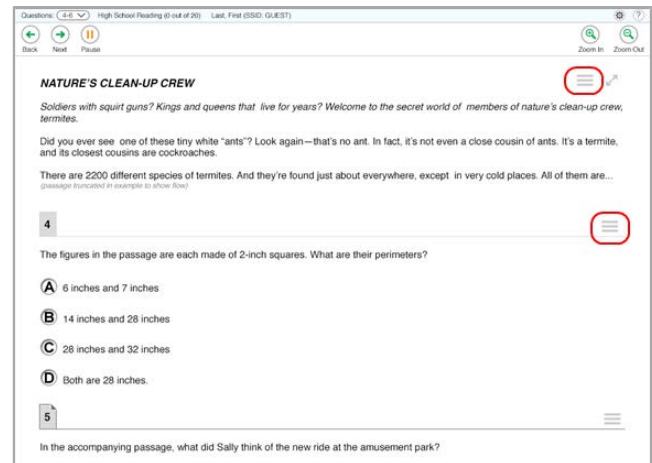 Questions: 4-6 High School Reading (0 out of 20) Last, First (SSID: GUEST)
Back Next Pause Zoom In Zoom Out
NATURE'S CLEAN-UP CREW
Soldiers with squirt guns? Kings and queens that live for years? Welcome to the secret world of members of nature's clean-up crew,
termites.
Did you ever see one of these tiny white "ants"? Look again—that's no ant. In fact, it's not even a close cousin of ants. It's a termite,
and its closest cousins are cockroaches.
There are 2200 different species of termites. And they're found just about everywhere, except in very cold places. All of them are...
(passage truncated in example to show flow)
4
The figures in the passage are each made of 2-inch squares. What are their perimeters?
A 6 inches and 7 inches
B 14 inches and 28 inches
C 28 inches and 32 inches
D Both are 28 inches.
5
In the accompanying passage, what did Sally think of the new ride at the amusement park?